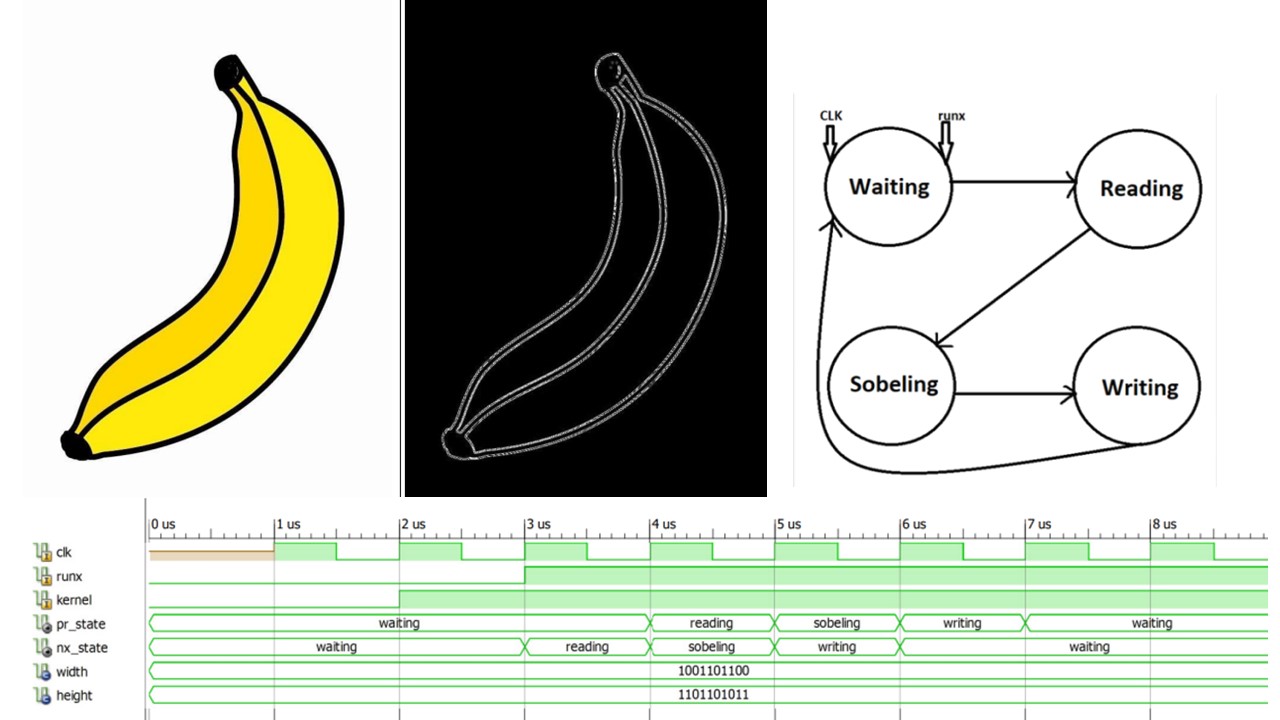 CLK runx
Waiting Reading
Sobeling Writing
0 us 1 us 2 us 3 us 4 us 5 us 6 us 7 us 8 us
clk
runx
kernel
pr_state waiting reading sobeling writing waiting
nx_state waiting reading sobeling writing waiting
width 1001101100
height 1101101011